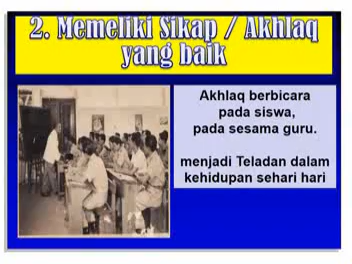 2. Memeliki Sikap / Akhlaq
yang baik
Akhlaq berbicara
pada siswa,
pada sesama guru.
menjadi Teladan dalam
kehidupan sehari hari